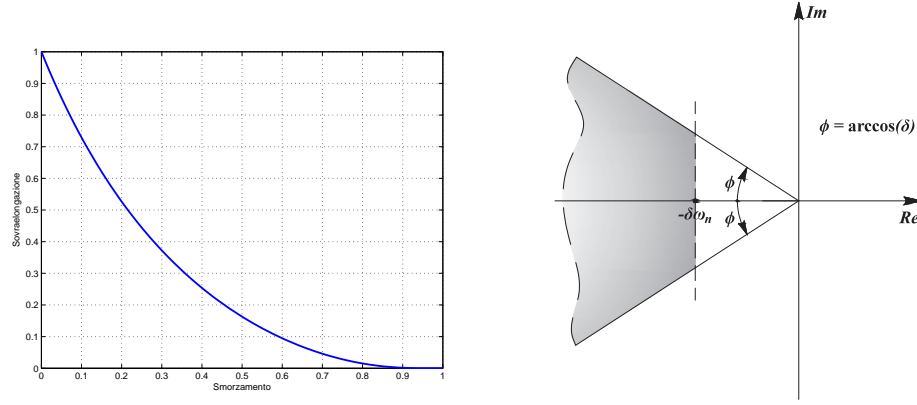 1
0.9
0.8
0.7
0.6
0.5
0.4
0.3
0.2
0.1
0
Sovraelongazione
0 0.1 0.2 0.3 0.4 0.5 0.6 0.7 0.8 0.9 1
Smorzamento
Im
ϕ = arccos(δ)
ϕ
-δωn
ϕ
Re